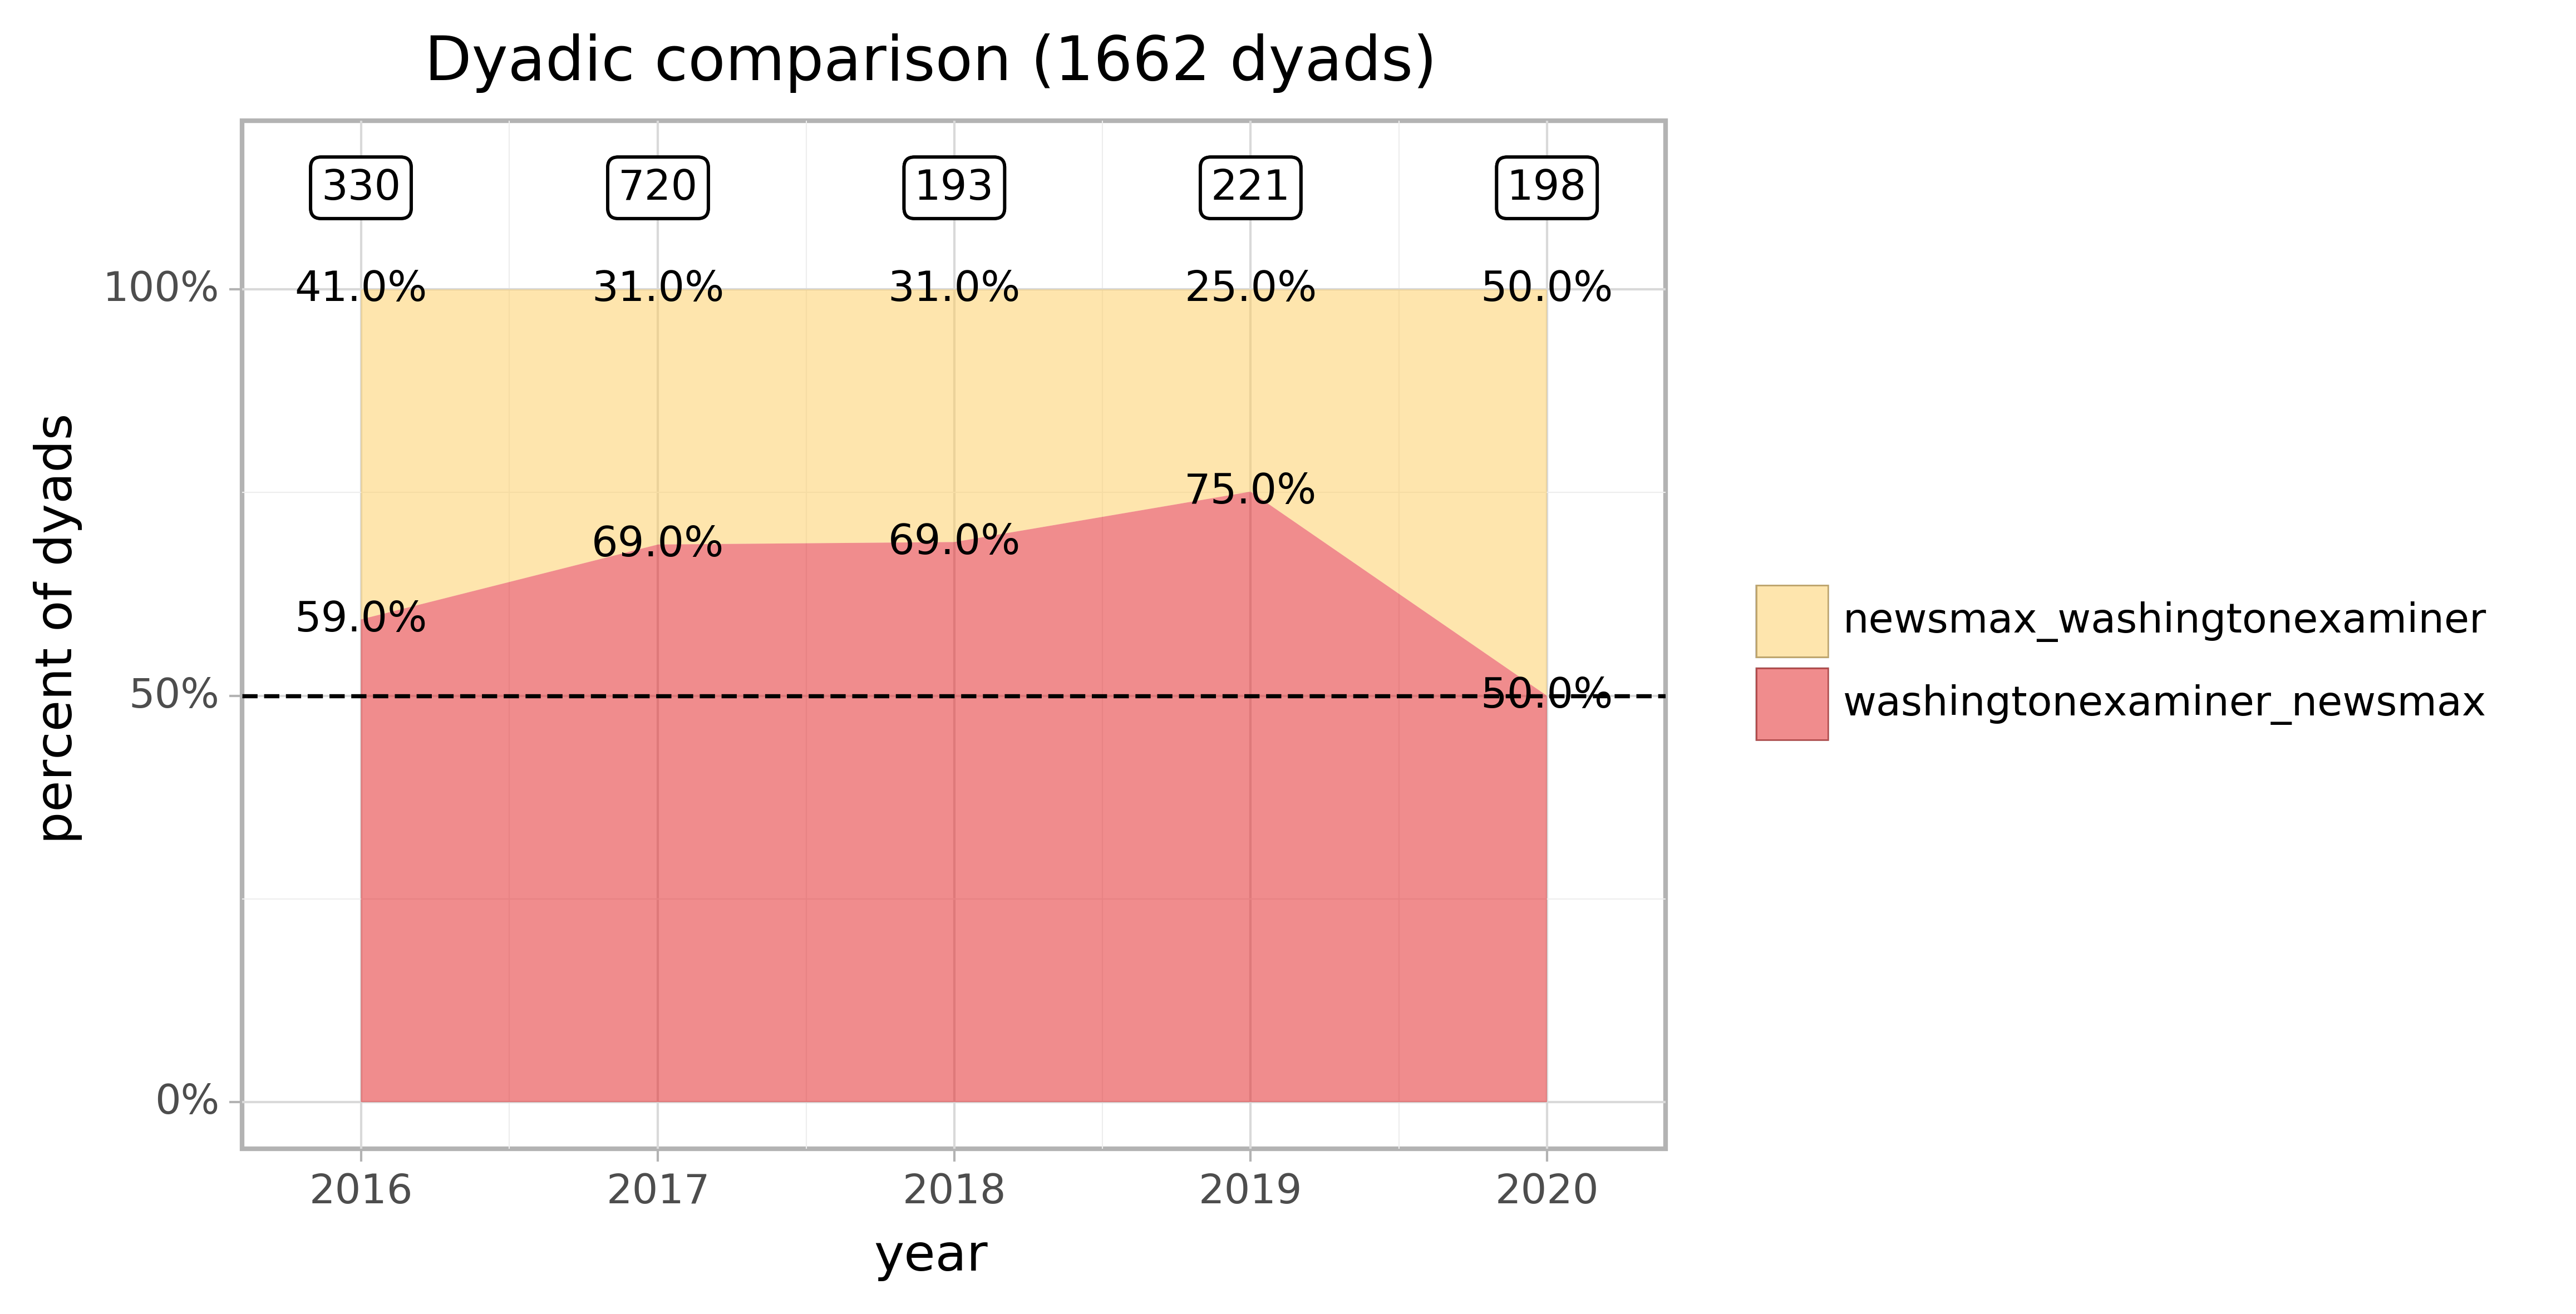 Dyadic comparison (1662 dyads)
330 720 193 221 198
100% 41.0% 31.0% 31.0% 25.0% 50.0%
75.0%
69.0% 69.0%
59.0%
50% 50.0%
0%
2016 2017 2018 2019 2020
year
percent of dyads
newsmax_washingtonexaminer
washingtonexaminer_newsmax